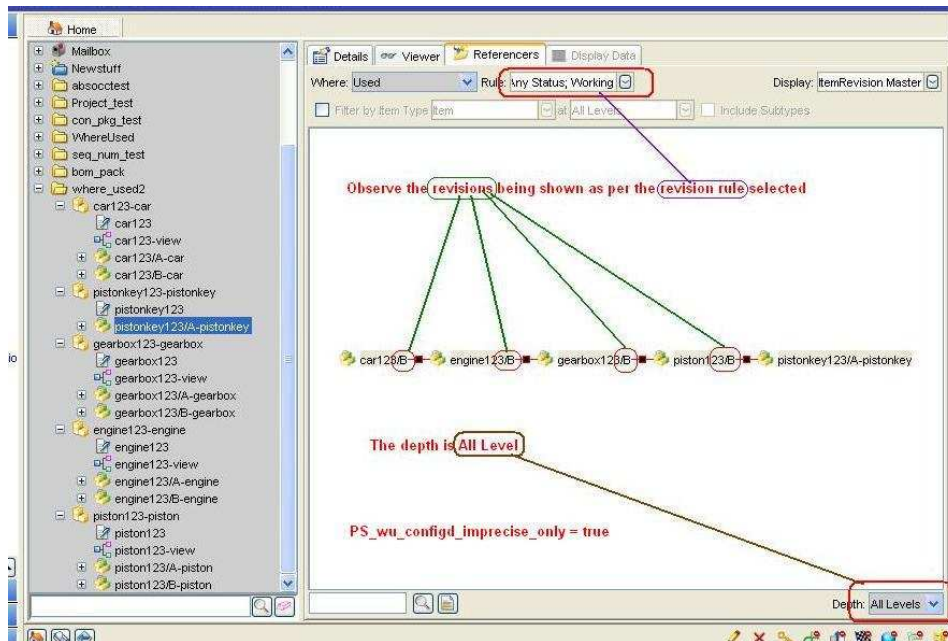 Home
Mailbox
Newstuff
absocctest
Project_test
con_pkg_test
WhereUsed
seq_num_test
bom_pack
where_used2
car123-car
car123
car123-view
car123/A-car
car123/B-car
pistonkey123-pistonkey
pistonkey123
pistonkey123/A-pistonkey
gearbox123-gearbox
gearbox123
gearbox123-view
gearbox123/A-gearbox
gearbox123/B-gearbox
engine123-engine
engine123
engine123-view
engine123/A-engine
engine123/B-engine
piston123-piston
piston123
piston123-view
piston123/A-piston
piston123/B-piston
io
Details Viewer Referencers Display Data
Where: Used Rule: Any Status; Working Display: ItemRevision Master
Filter by Item Type Item at All Levels Include Subtypes
Observe the revisions being shown as per the revision rule selected
car123/B engine123/B gearbox123/B piston123/B pistonkey123/A-pistonkey
The depth is All Level
PS_wu_configd_imprecise_only = true
Depth: All Levels